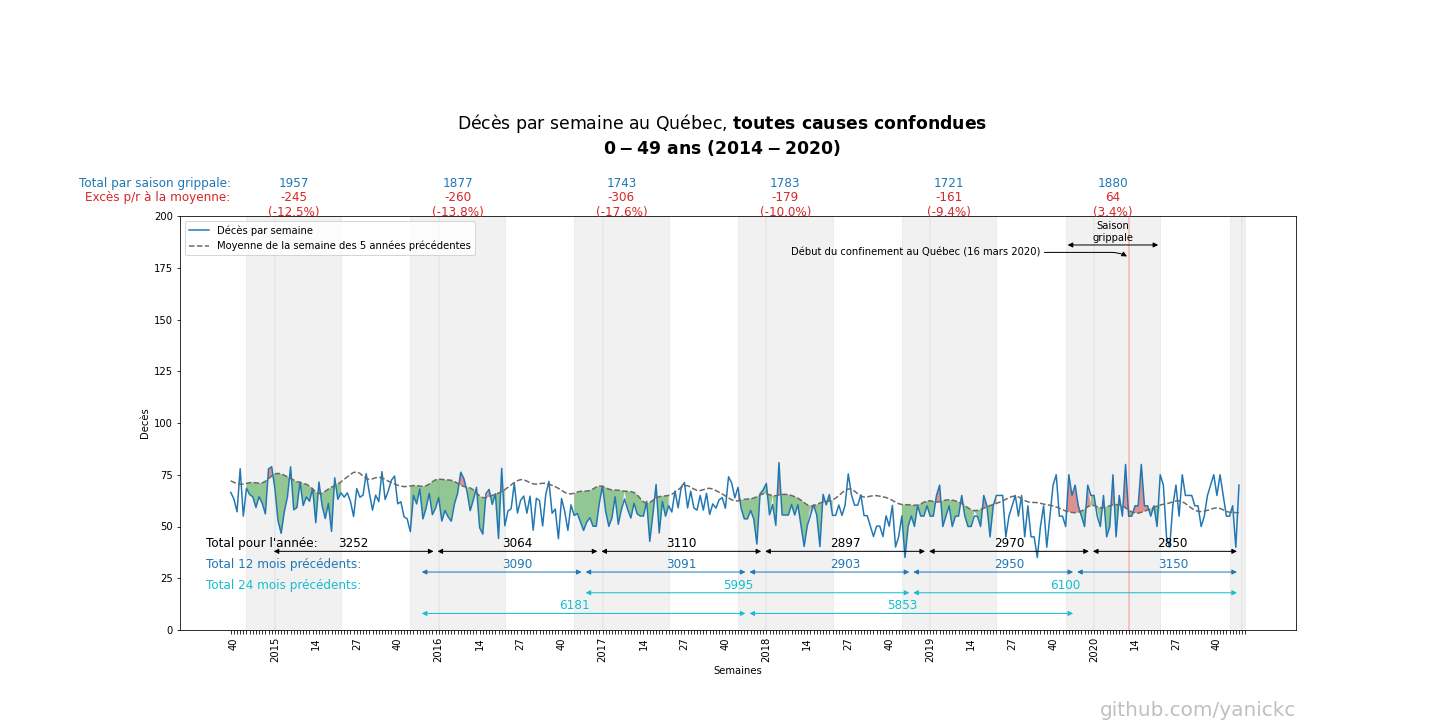 Décès par semaine au Québec, toutes causes confondues
0 – 49 ans (2014 – 2020)
Total par saison grippale: 1957 1877 1743 1783 1721 1880
Excès p/r à la moyenne: -245 -260 -306 -179 -161 64
(-12.5%) (-13.8%) (-17.6%) (-10.0%) (-9.4%) (3.4%)
200
Décès par semaine
Moyenne de la semaine des 5 années précédentes
Saison
grippale
Début du confinement au Québec (16 mars 2020)
175
150
125
100
75
50
25
0
Decès
Total pour l'année: 3252 3064 3110 2897 2970 2850
Total 12 mois précédents: 3090 3091 2903 2950 3150
Total 24 mois précédents: 5995 6100
6181 5853
40 2015 14 27 40 2016 14 27 40 2017 14 27 40 2018 14 27 40 2019 14 27 40 2020 14 27 40
Semaines
github.com/yanickc